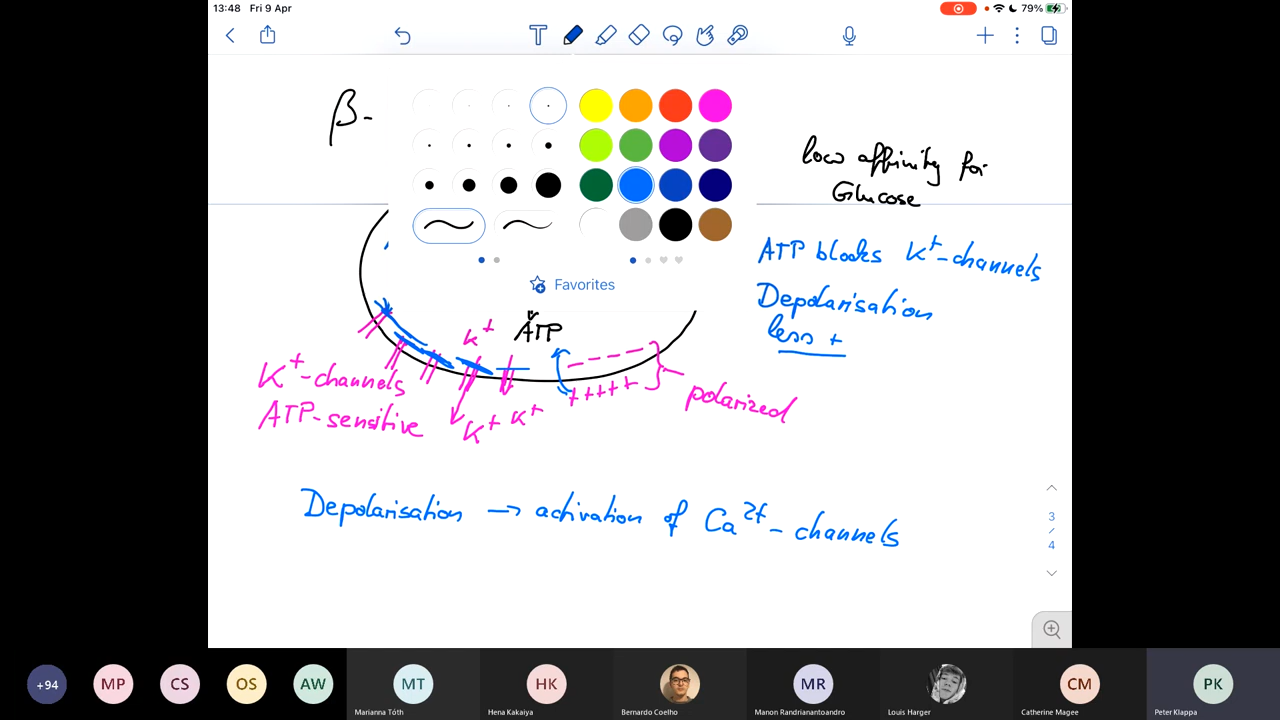 13:48 Fri 9 Apr
79%
T
β-
low affinity for
Glucose
ATP blocks K+-channels
Depolarisation
less +
Favorites
ATP
K+
K+-channels
ATP-sensitive
K+ K+
- - - - -
+++++
polarized
Depolarisation → activation of Ca2+-channels
3
/
4
+94
MP
CS
OS
AW
MT
HK
MR
CM
PK
Marianna Tóth
Hena Kakaiya
Bernardo Coelho
Manon Randrianantoandro
Louis Harger
Catherine Magee
Peter Klappa